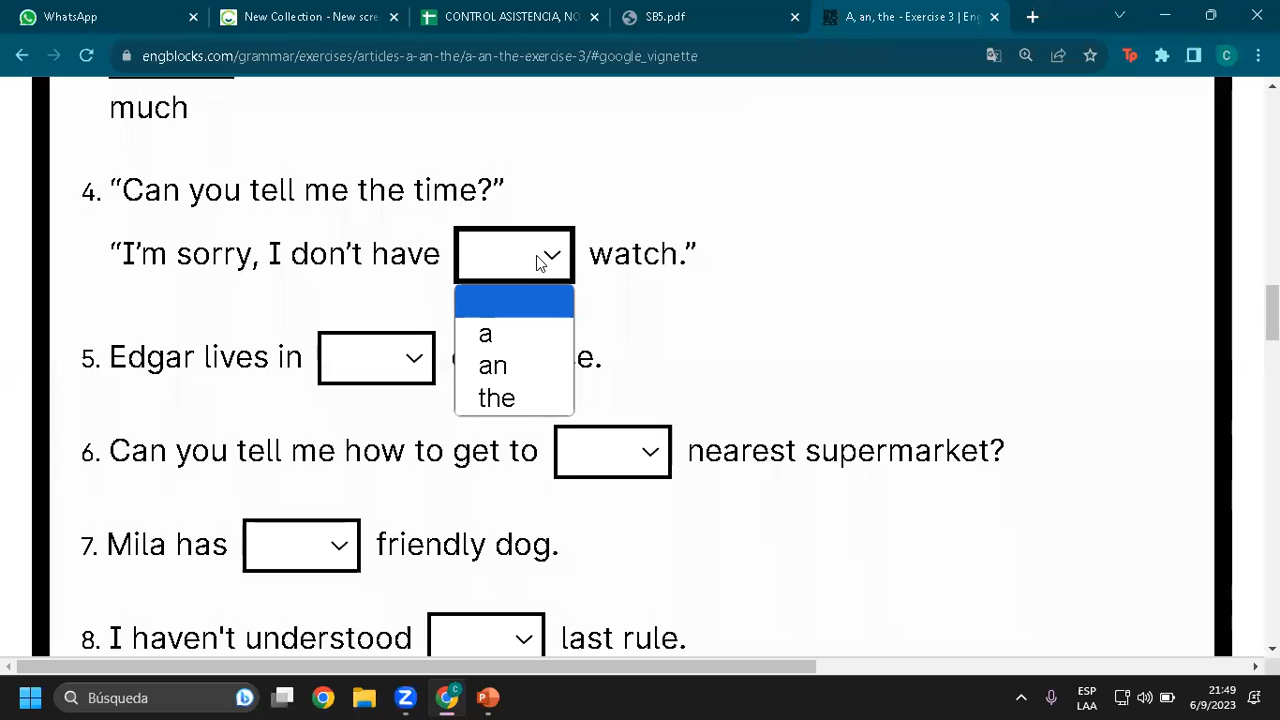 WhatsApp
New Collection - New scre
CONTROL ASISTENCIA, NO
SB5.pdf
A, an, the - Exercise 3 | En
engblocks.com/grammar/exercises/articles-a-an-the/a-an-the-exercise-3/#google_vignette
much
4. “Can you tell me the time?”
“I’m sorry, I don’t have watch.”
a
an
the
5. Edgar lives in
6. Can you tell me how to get to nearest supermarket?
7. Mila has friendly dog.
8. I haven't understood last rule.
Búsqueda
ESP
LAA
21:49
6/9/2023